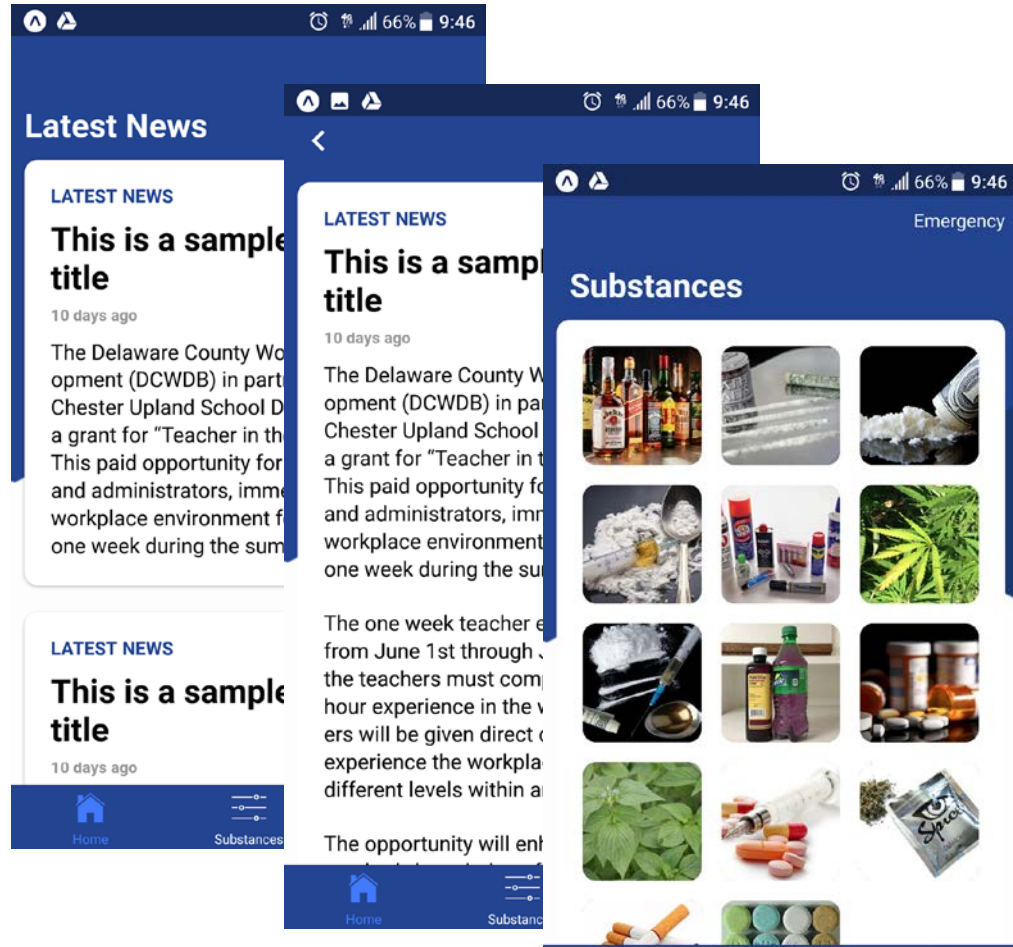 66% 9:46
Latest News
LATEST NEWS
This is a sample
title
10 days ago
The Delaware County Wo
opment (DCWDB) in part
Chester Upland School D
a grant for “Teacher in th
This paid opportunity for
and administrators, imme
workplace environment f
one week during the sum
LATEST NEWS
This is a sample
title
10 days ago
Home
Substances
66% 9:46
LATEST NEWS
This is a sampl
title
10 days ago
The Delaware County W
opment (DCWDB) in par
Chester Upland School
a grant for “Teacher in t
This paid opportunity fo
and administrators, imm
workplace environment
one week during the su
The one week teacher e
from June 1st through J
the teachers must comp
hour experience in the w
ers will be given direct o
experience the workpla
different levels within a
The opportunity will enh
Home
Substanc
66% 9:46
Emergency
Substances
Spice